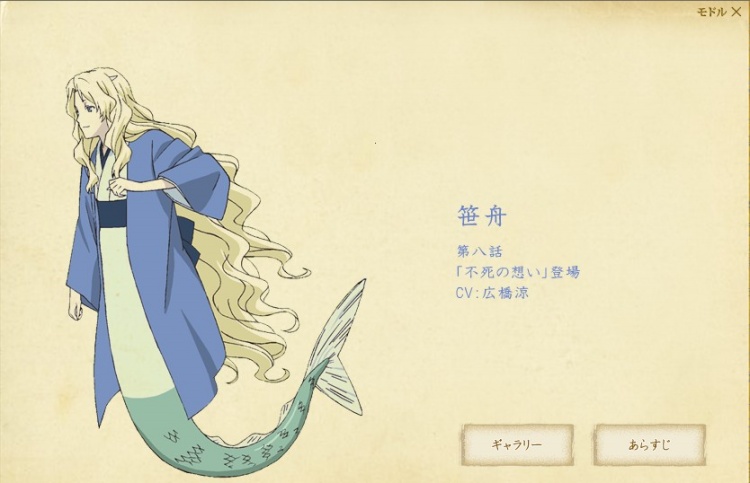 モドル ×
笹舟
第八話
「不死の想い」登場
CV:広橋涼
ギャラリー
あらすじ